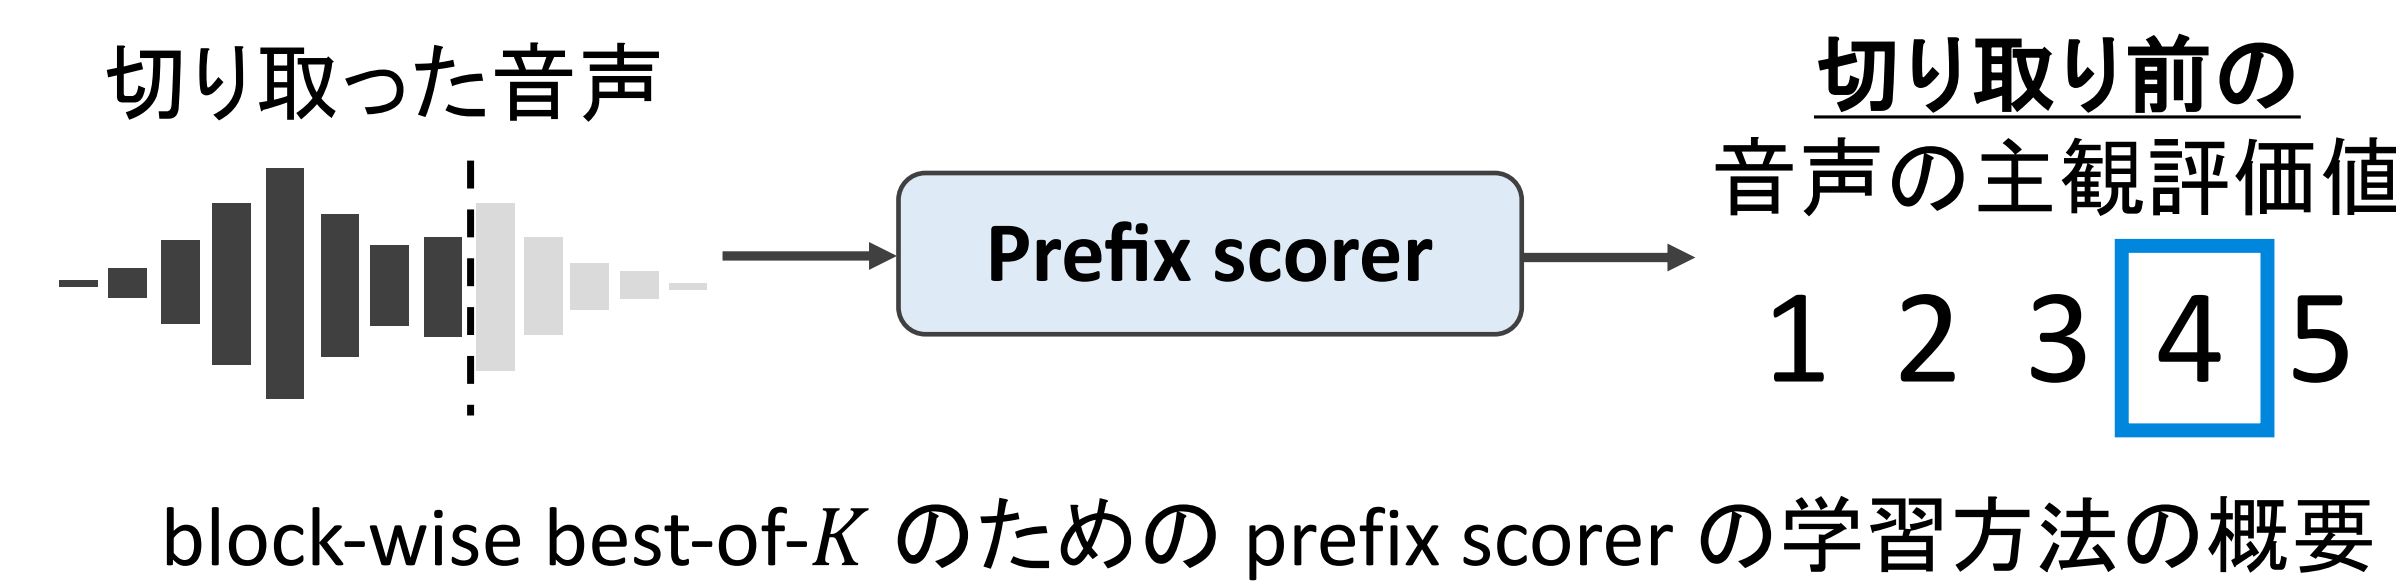 切り取った音声
Prefix scorer
切り取り前の
音声の主観評価値
1 2 3 4 5
block-wise best-of-K のための prefix scorer の学習方法の概要